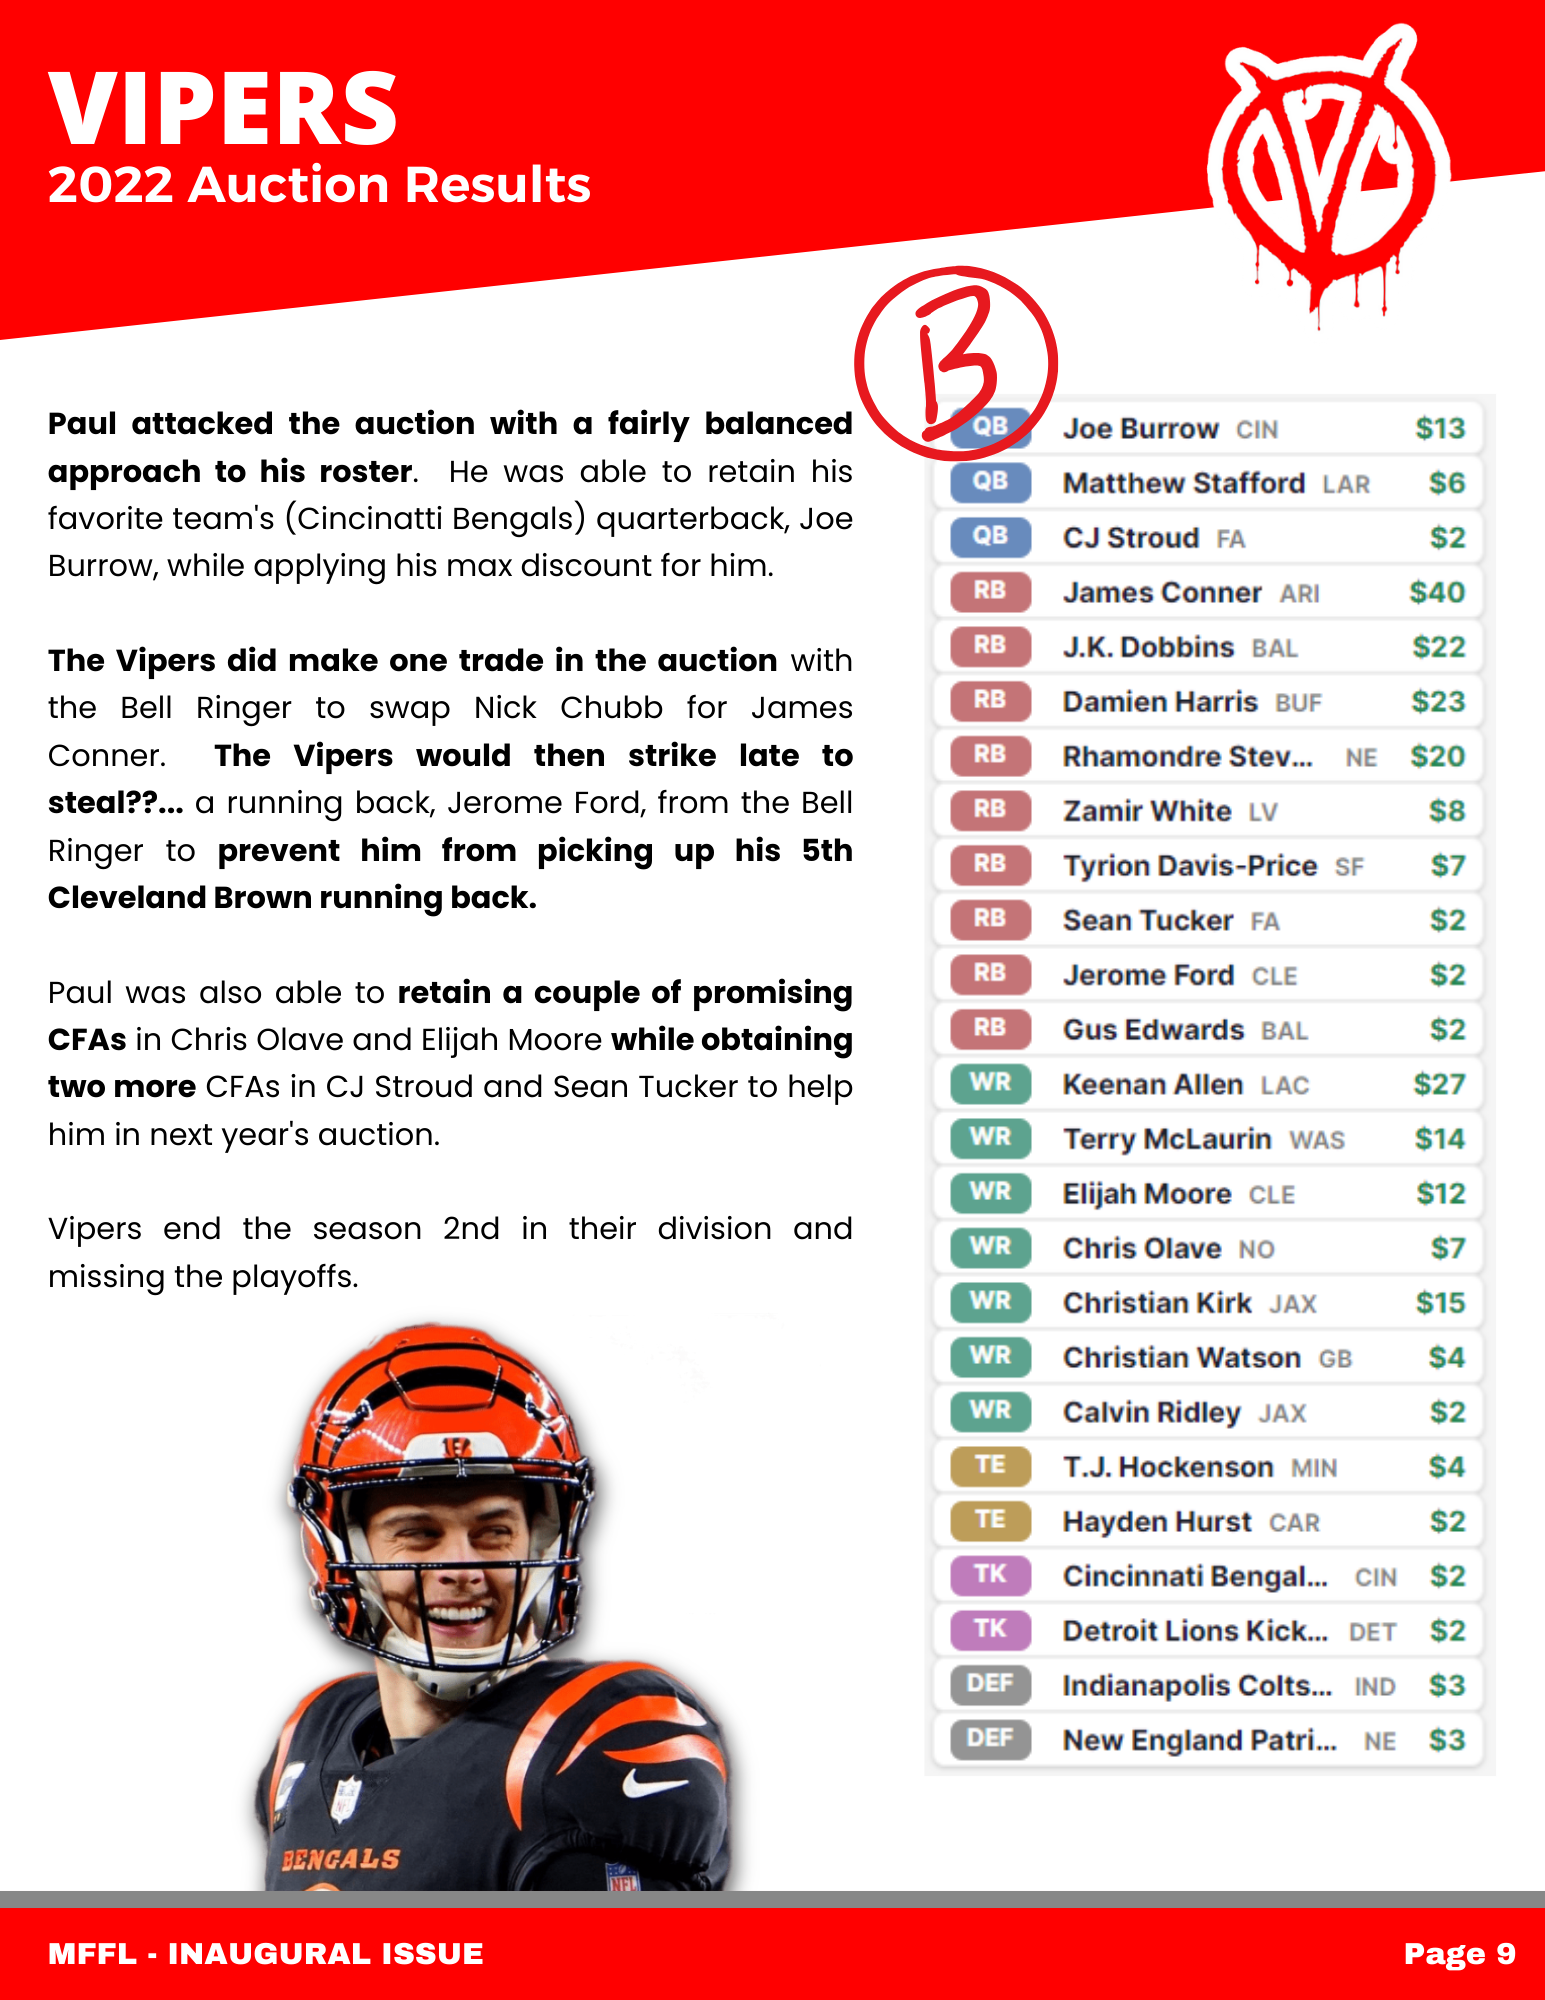 VIPERS
2022 Auction Results
B
Paul attacked the auction with a fairly balanced
approach to his roster. He was able to retain his
favorite team's (Cincinatti Bengals) quarterback, Joe
Burrow, while applying his max discount for him.
The Vipers did make one trade in the auction with
the Bell Ringer to swap Nick Chubb for James
Conner. The Vipers would then strike late to
steal??... a running back, Jerome Ford, from the Bell
Ringer to prevent him from picking up his 5th
Cleveland Brown running back.
Paul was also able to retain a couple of promising
CFAs in Chris Olave and Elijah Moore while obtaining
two more CFAs in CJ Stroud and Sean Tucker to help
him in next year's auction.
Vipers end the season 2nd in their division and
missing the playoffs.
QB Joe Burrow CIN $13
QB Matthew Stafford LAR $6
QB CJ Stroud FA $2
RB James Conner ARI $40
RB J.K. Dobbins BAL $22
RB Damien Harris BUF $23
RB Rhamondre Stev... NE $20
RB Zamir White LV $8
RB Tyrion Davis-Price SF $7
RB Sean Tucker FA $2
RB Jerome Ford CLE $2
RB Gus Edwards BAL $2
WR Keenan Allen LAC $27
WR Terry McLaurin WAS $14
WR Elijah Moore CLE $12
WR Chris Olave NO $7
WR Christian Kirk JAX $15
WR Christian Watson GB $4
WR Calvin Ridley JAX $2
TE T.J. Hockenson MIN $4
TE Hayden Hurst CAR $2
TK Cincinnati Bengal... CIN $2
TK Detroit Lions Kick... DET $2
DEF Indianapolis Colts... IND $3
DEF New England Patri... NE $3
NFL
BENGALS
NFL
MFFL - INAUGURAL ISSUE
Page 9